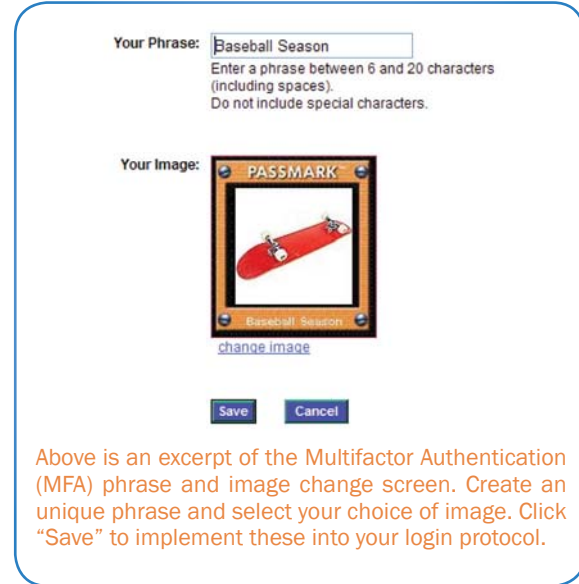 Your Phrase: Baseball Season
Enter a phrase between 6 and 20 characters
(including spaces).
Do not include special characters.
Your Image:
PASSMARK™
Baseball Season
change image
Save Cancel
Above is an excerpt of the Multifactor Authentication
(MFA) phrase and image change screen. Create an
unique phrase and select your choice of image. Click
“Save” to implement these into your login protocol.